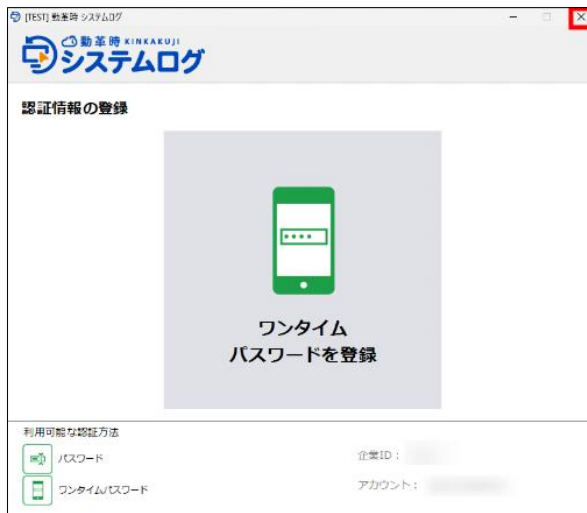 [TEST] 勤革時 システムログ
勤革時 KINKAKUJI
システムログ
認証情報の登録
ワンタイム
パスワードを登録
利用可能な認証方法
パスワード
企業ID：
ワンタイムパスワード
アカウント：